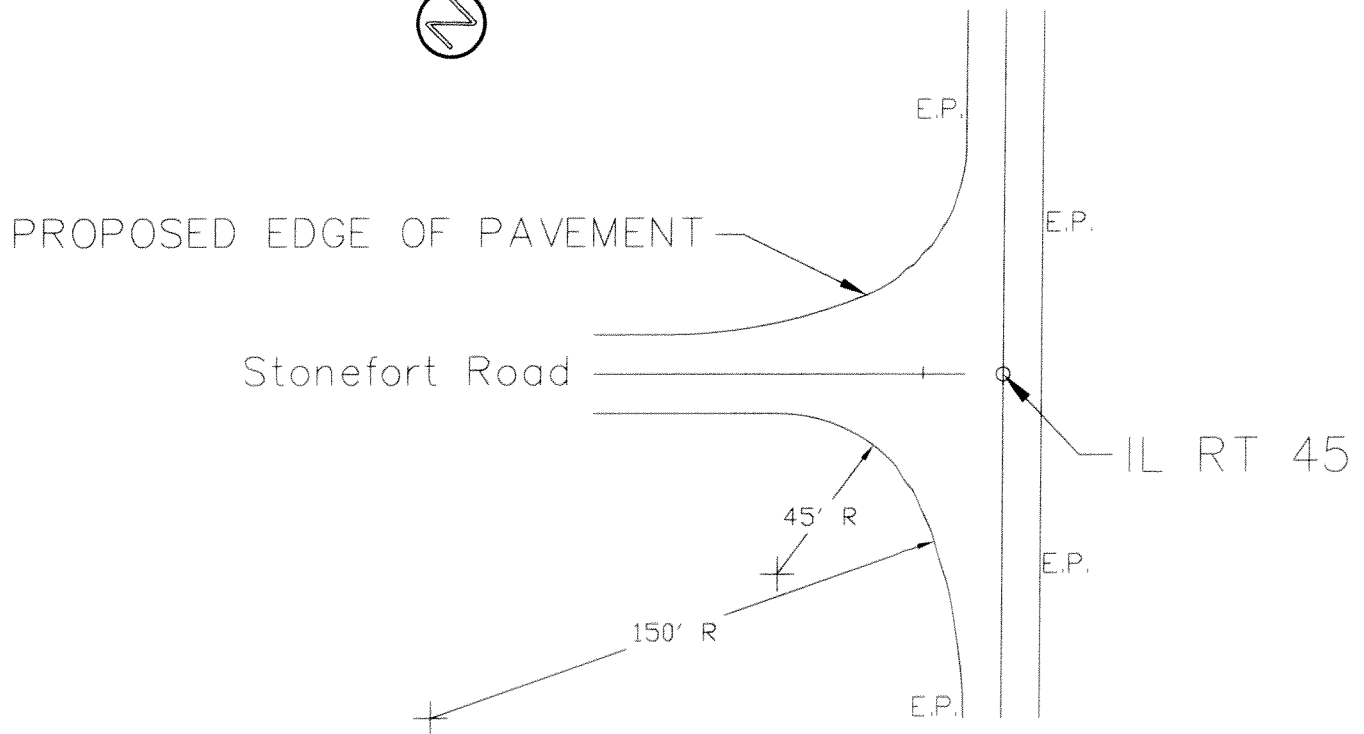 N
E.P.
PROPOSED EDGE OF PAVEMENT
E.P.
Stonefort Road
IL RT 45
45' R
E.P.
150' R
E.P.